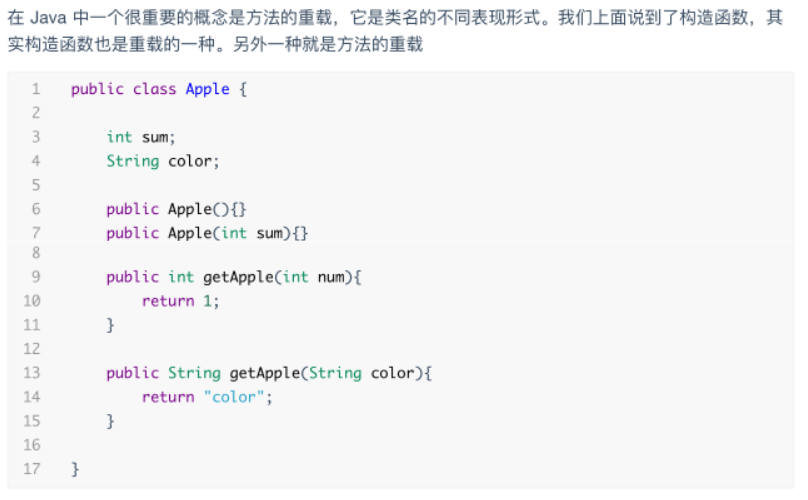 在 Java 中一个很重要的概念是方法的重载，它是类名的不同表现形式。我们上面说到了构造函数，其
实构造函数也是重载的一种。另外一种就是方法的重载
1 public class Apple {
2
3 int sum;
4 String color;
5
6 public Apple(){}
7 public Apple(int sum){}
8
9 public int getApple(int num){
10 return 1;
11 }
12
13 public String getApple(String color){
14 return "color";
15 }
16
17 }